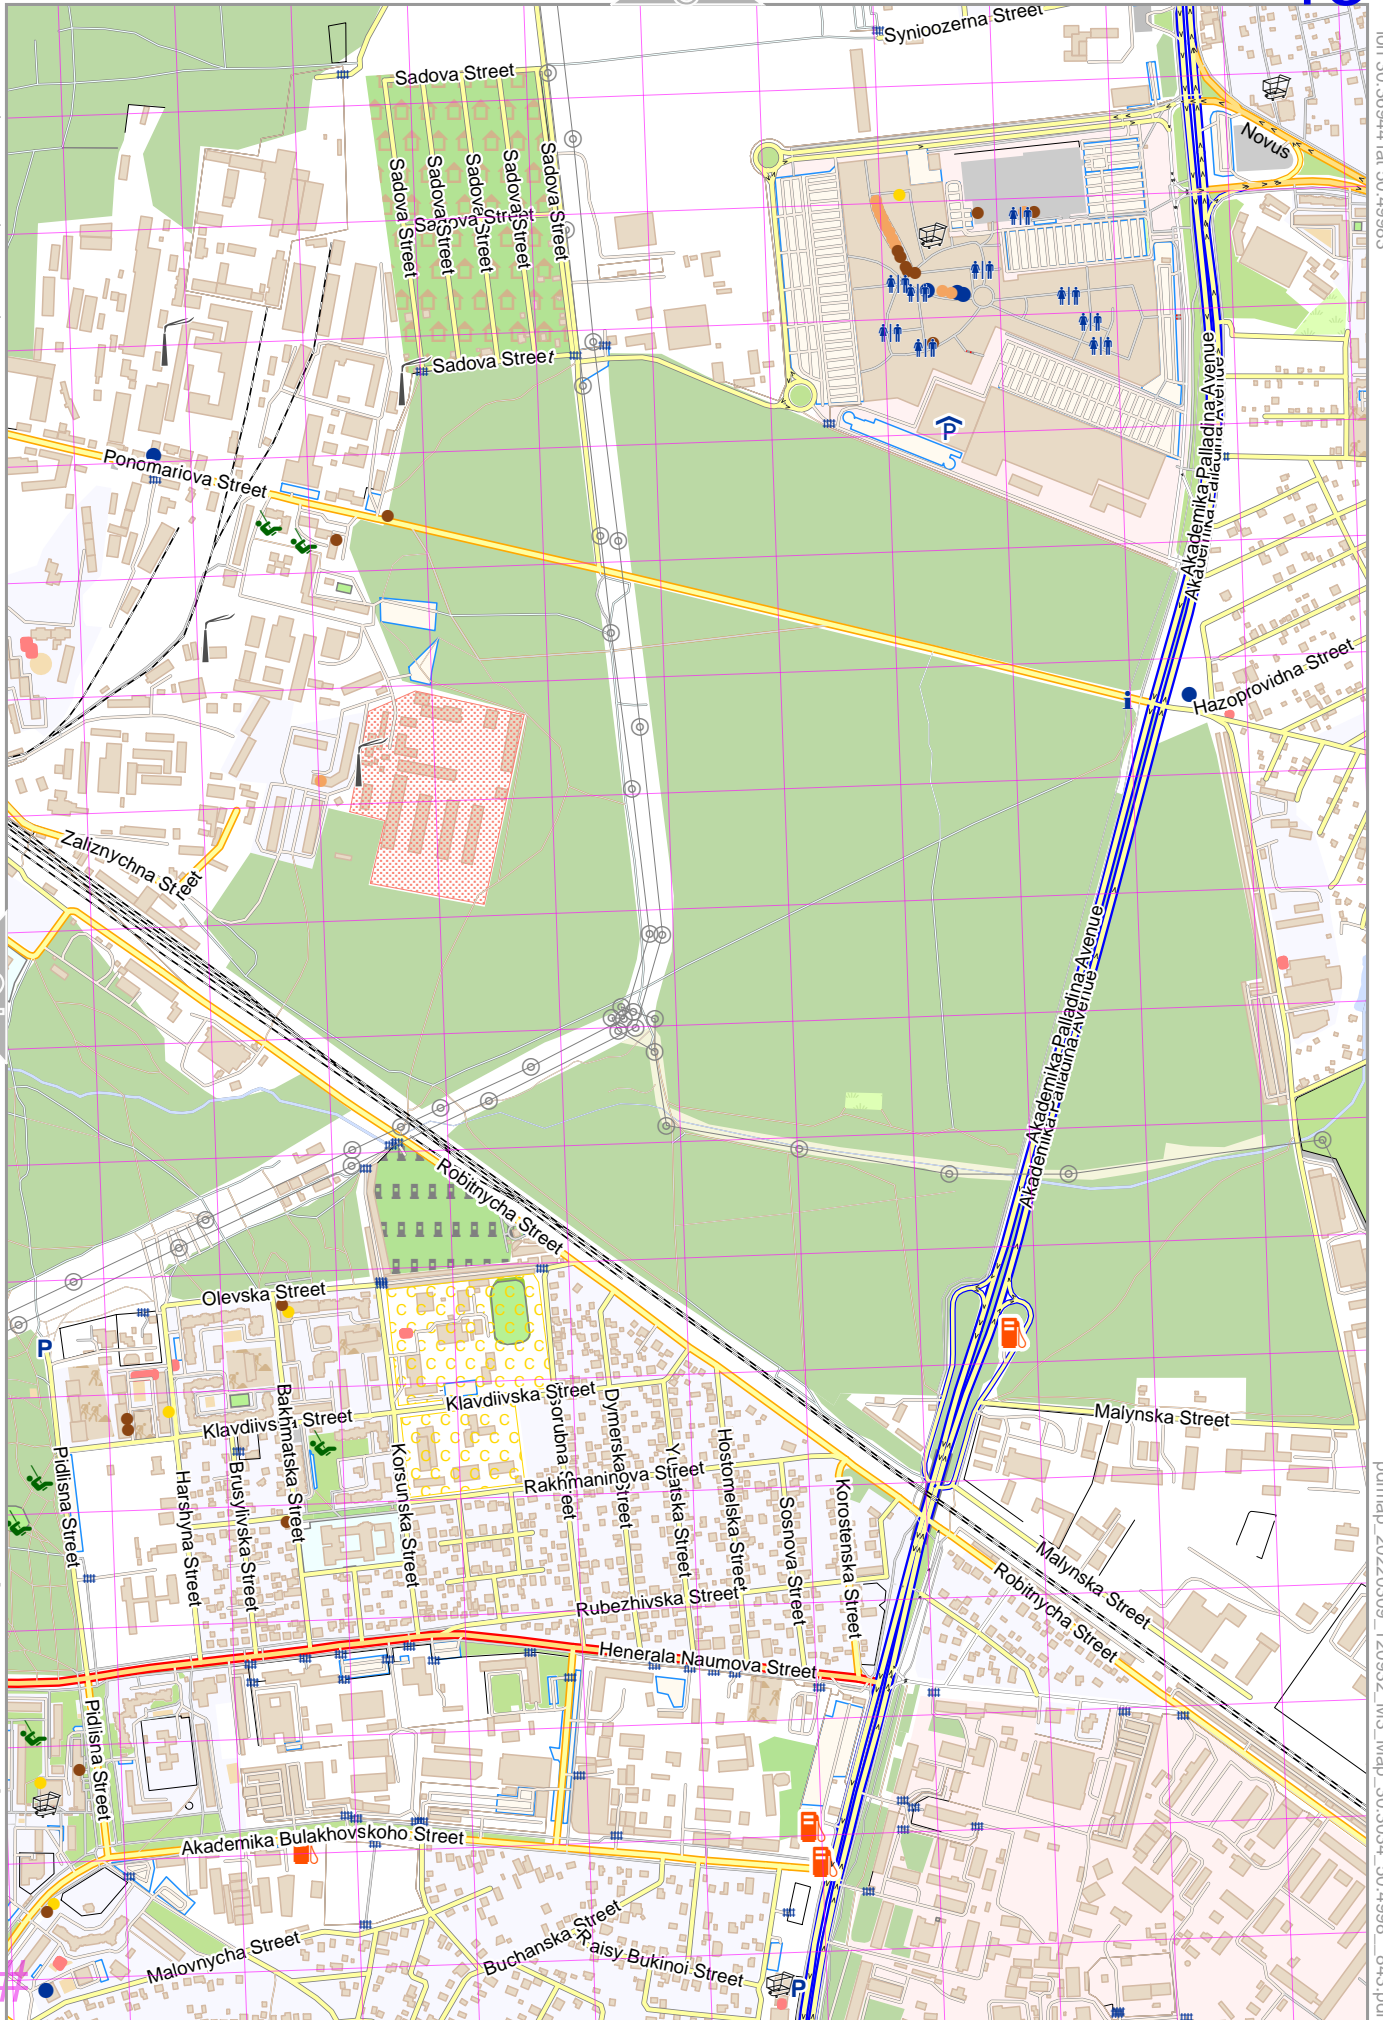 Synioozerna Street
Sadova Street
Novus
Sadova Street
Sadova Street
Sadova Street
Sadova Street
Sadova Street
Sadova Street
Sadova Street
Akademika Palladina Avenue
Akademika Palladina Avenue
Ponomariova Street
Hazoprovidna Street
i
Zaliznychna Street
Akademika Palladina Avenue
Akademika Palladina Avenue
Robitnycha Street
Olevska Street
P
Klavdiivska Street
Klavdiivska Street
Malynska Street
Pidlisna Street
Harshyna Street
Brusylivska Street
Bakhmatska Street
Korsunska Street
Dymerska Street
Hostomelska Street
Rakhmaninova Street
Sosnova Street
Korostenska Street
Malynska Street
Robitnycha Street
Rubezhivska Street
Henerala Naumova Street
Pidlisna Street
Akademika Bulakhovskoho Street
Malovnycha Street
Buchanska Street
Raisy Bukinoi Street
P
#